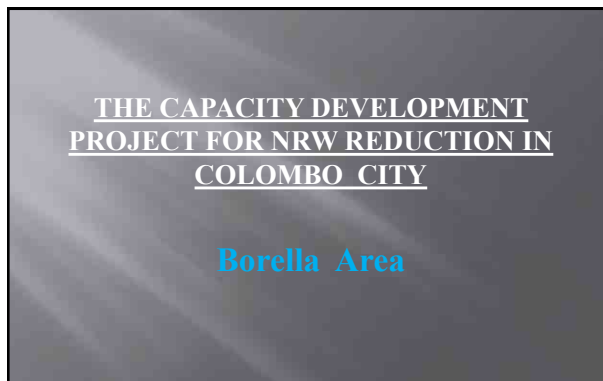 THE CAPACITY DEVELOPMENT
PROJECT FOR NRW REDUCTION IN
COLOMBO CITY
Borella Area